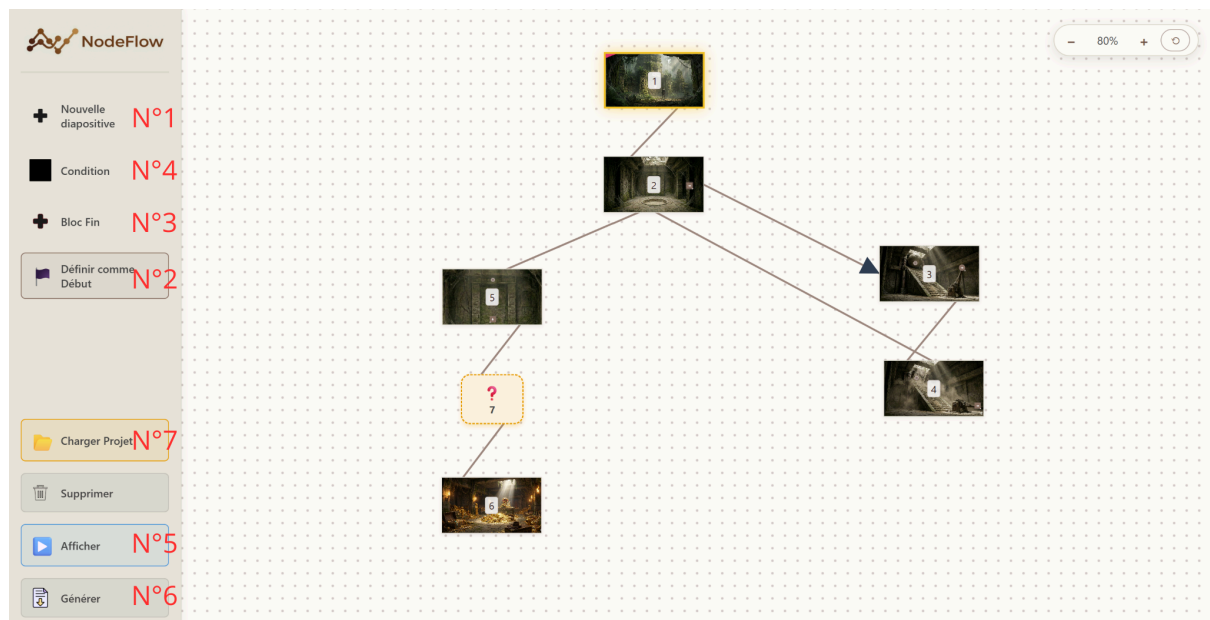 NodeFlow
− 80% +
Nouvelle
diapositive N°1
Condition N°4
Bloc Fin N°3
Définir comme
Début N°2
Charger Projet N°7
Supprimer
Afficher N°5
Générer N°6
1
2
3
5
4
?
7
6